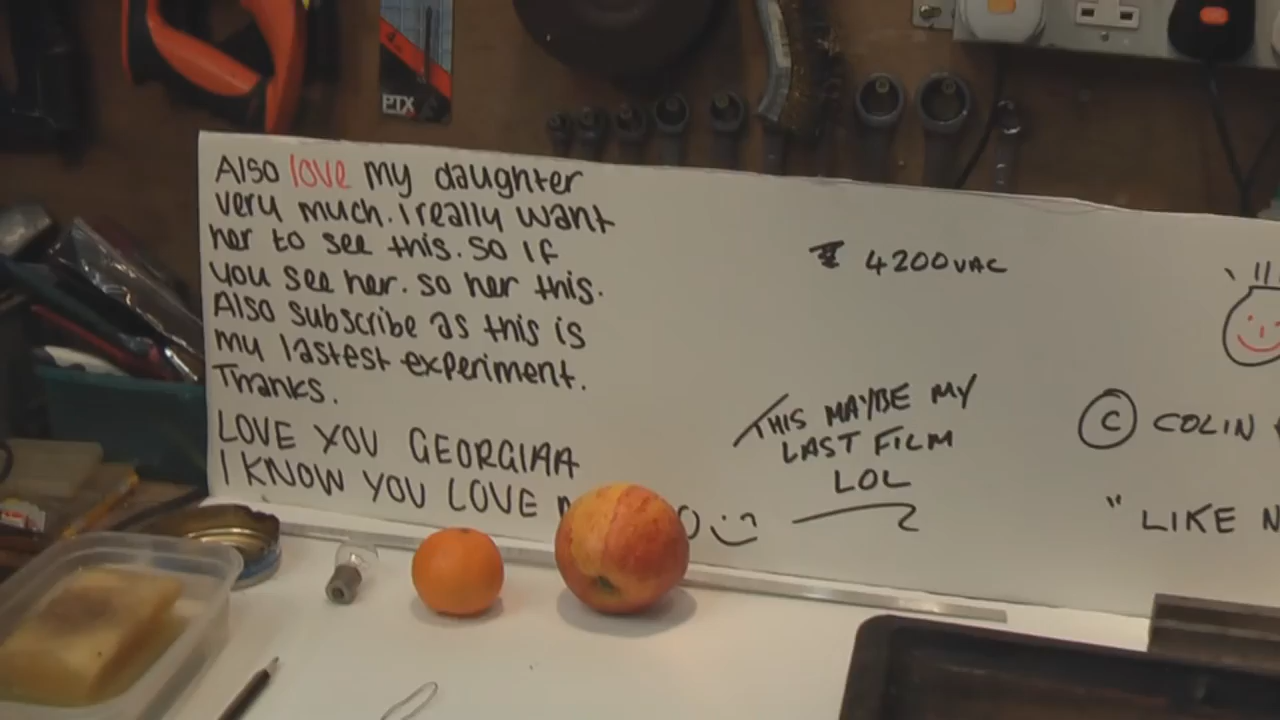 PTX
Also love my daughter
very much. I really want
her to see this. so If
you see her. so her this.
Also subscribe as this is
my lastest experiment.
Thanks.
LOVE YOU GEORGIAA
I KNOW YOU LOVE
4200VAC
THIS MAYBE MY
LAST FILM
LOL
© COLIN
"LIKE